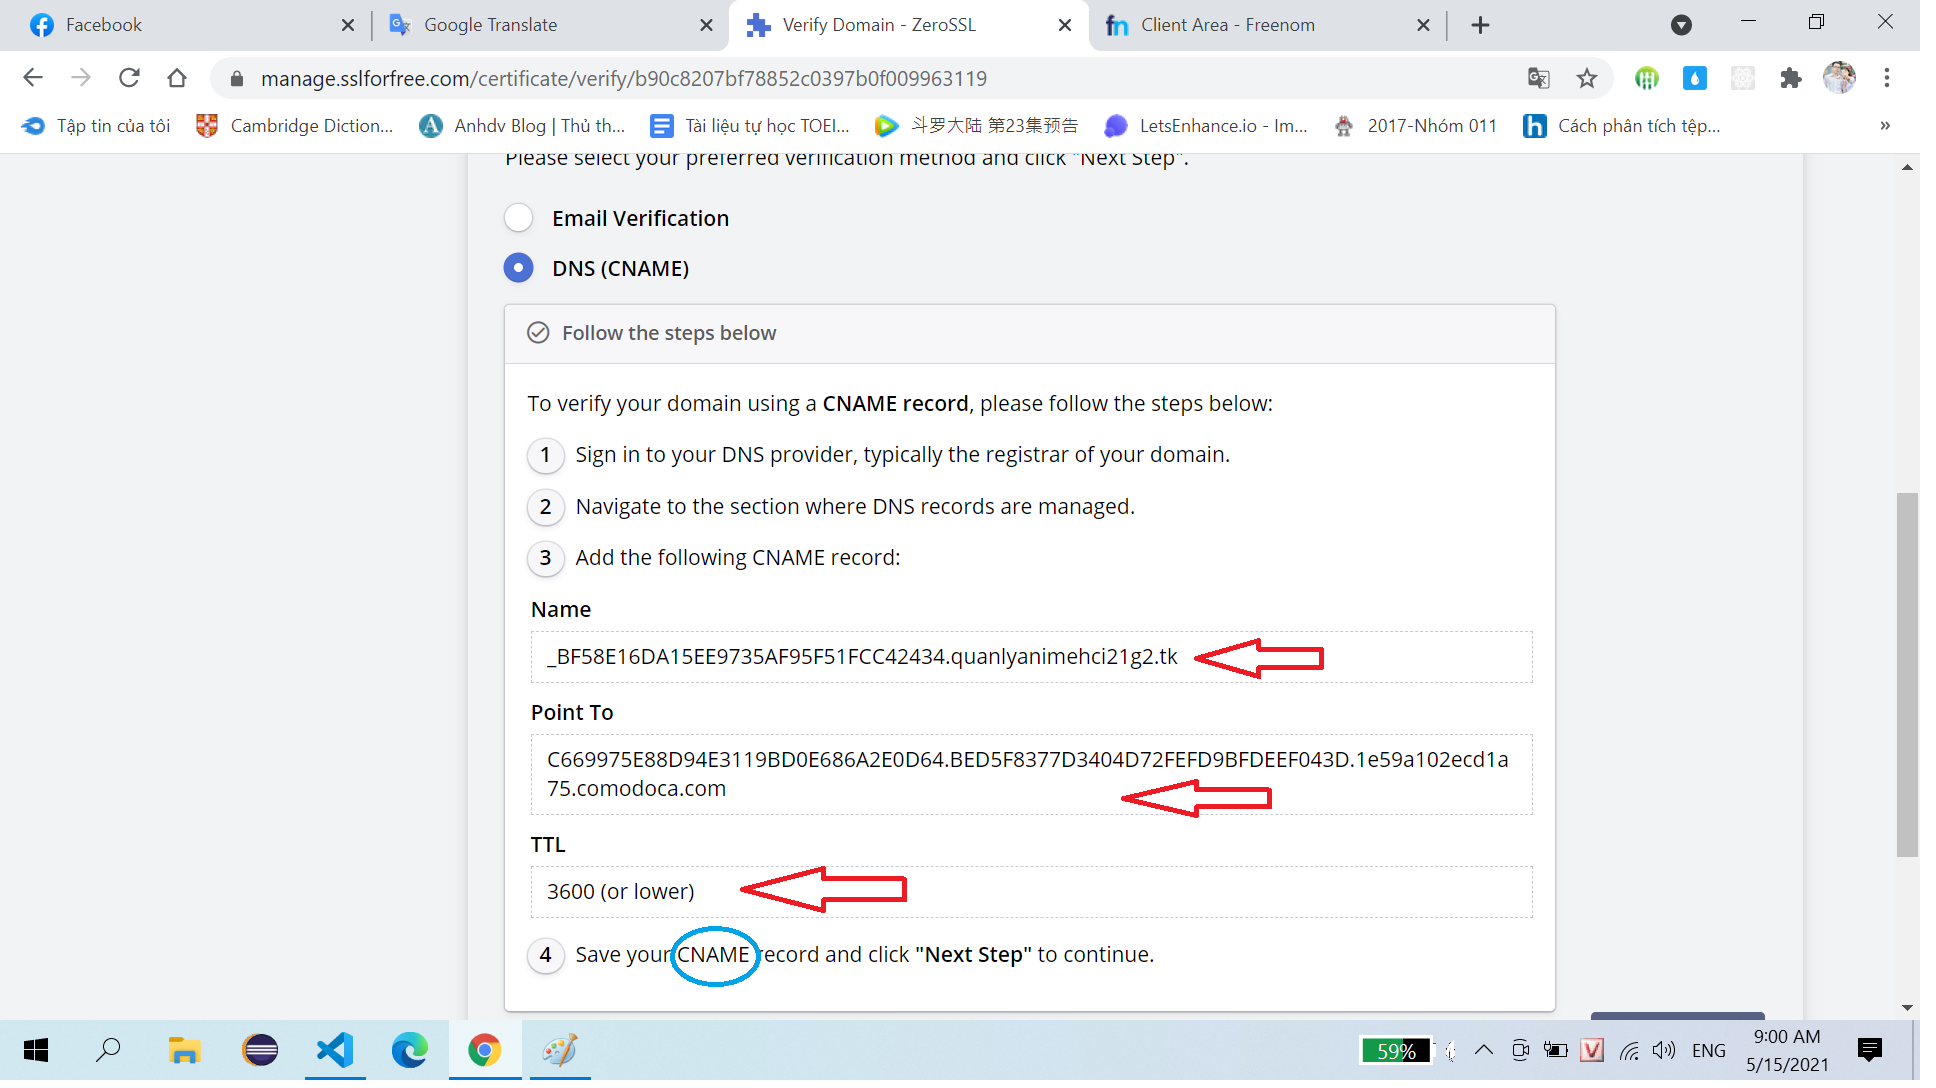 Facebook
Google Translate
Verify Domain - ZeroSSL
Client Area - Freenom
manage.sslforfree.com/certificate/verify/b90c8207bf78852c0397b0f009963119
Tập tin của tôi
Cambridge Diction...
Anhdv Blog | Thủ th...
Tài liệu tự học TOEI...
斗罗大陆 第23集预告
LetsEnhance.io - Im...
2017-Nhóm 011
Cách phân tích tệp...
»
Please select your preferred verification method and click "Next Step".
Email Verification
DNS (CNAME)
Follow the steps below
To verify your domain using a CNAME record, please follow the steps below:
1 Sign in to your DNS provider, typically the registrar of your domain.
2 Navigate to the section where DNS records are managed.
3 Add the following CNAME record:
Name
_BF58E16DA15EE9735AF95F51FCC42434.quanlyanimehci21g2.tk
Point To
C669975E88D94E3119BD0E686A2E0D64.BED5F8377D3404D72FEFD9BFDEEF043D.1e59a102ecd1a
75.comodoca.com
TTL
3600 (or lower)
4 Save your CNAME record and click "Next Step" to continue.
59%
ENG
9:00 AM
5/15/2021